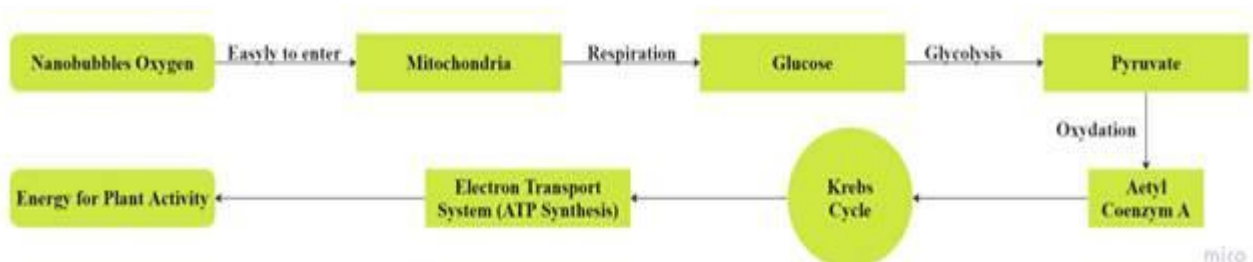 Nanobubbles Oxygen
Easyly to enter
Mitochondria
Respiration
Glucose
Glycolysis
Pyruvate
Oxydation
Aetyl
Coenzym A
Krebs
Cycle
Electron Transport
System (ATP Synthesis)
Energy for Plant Activity
miro